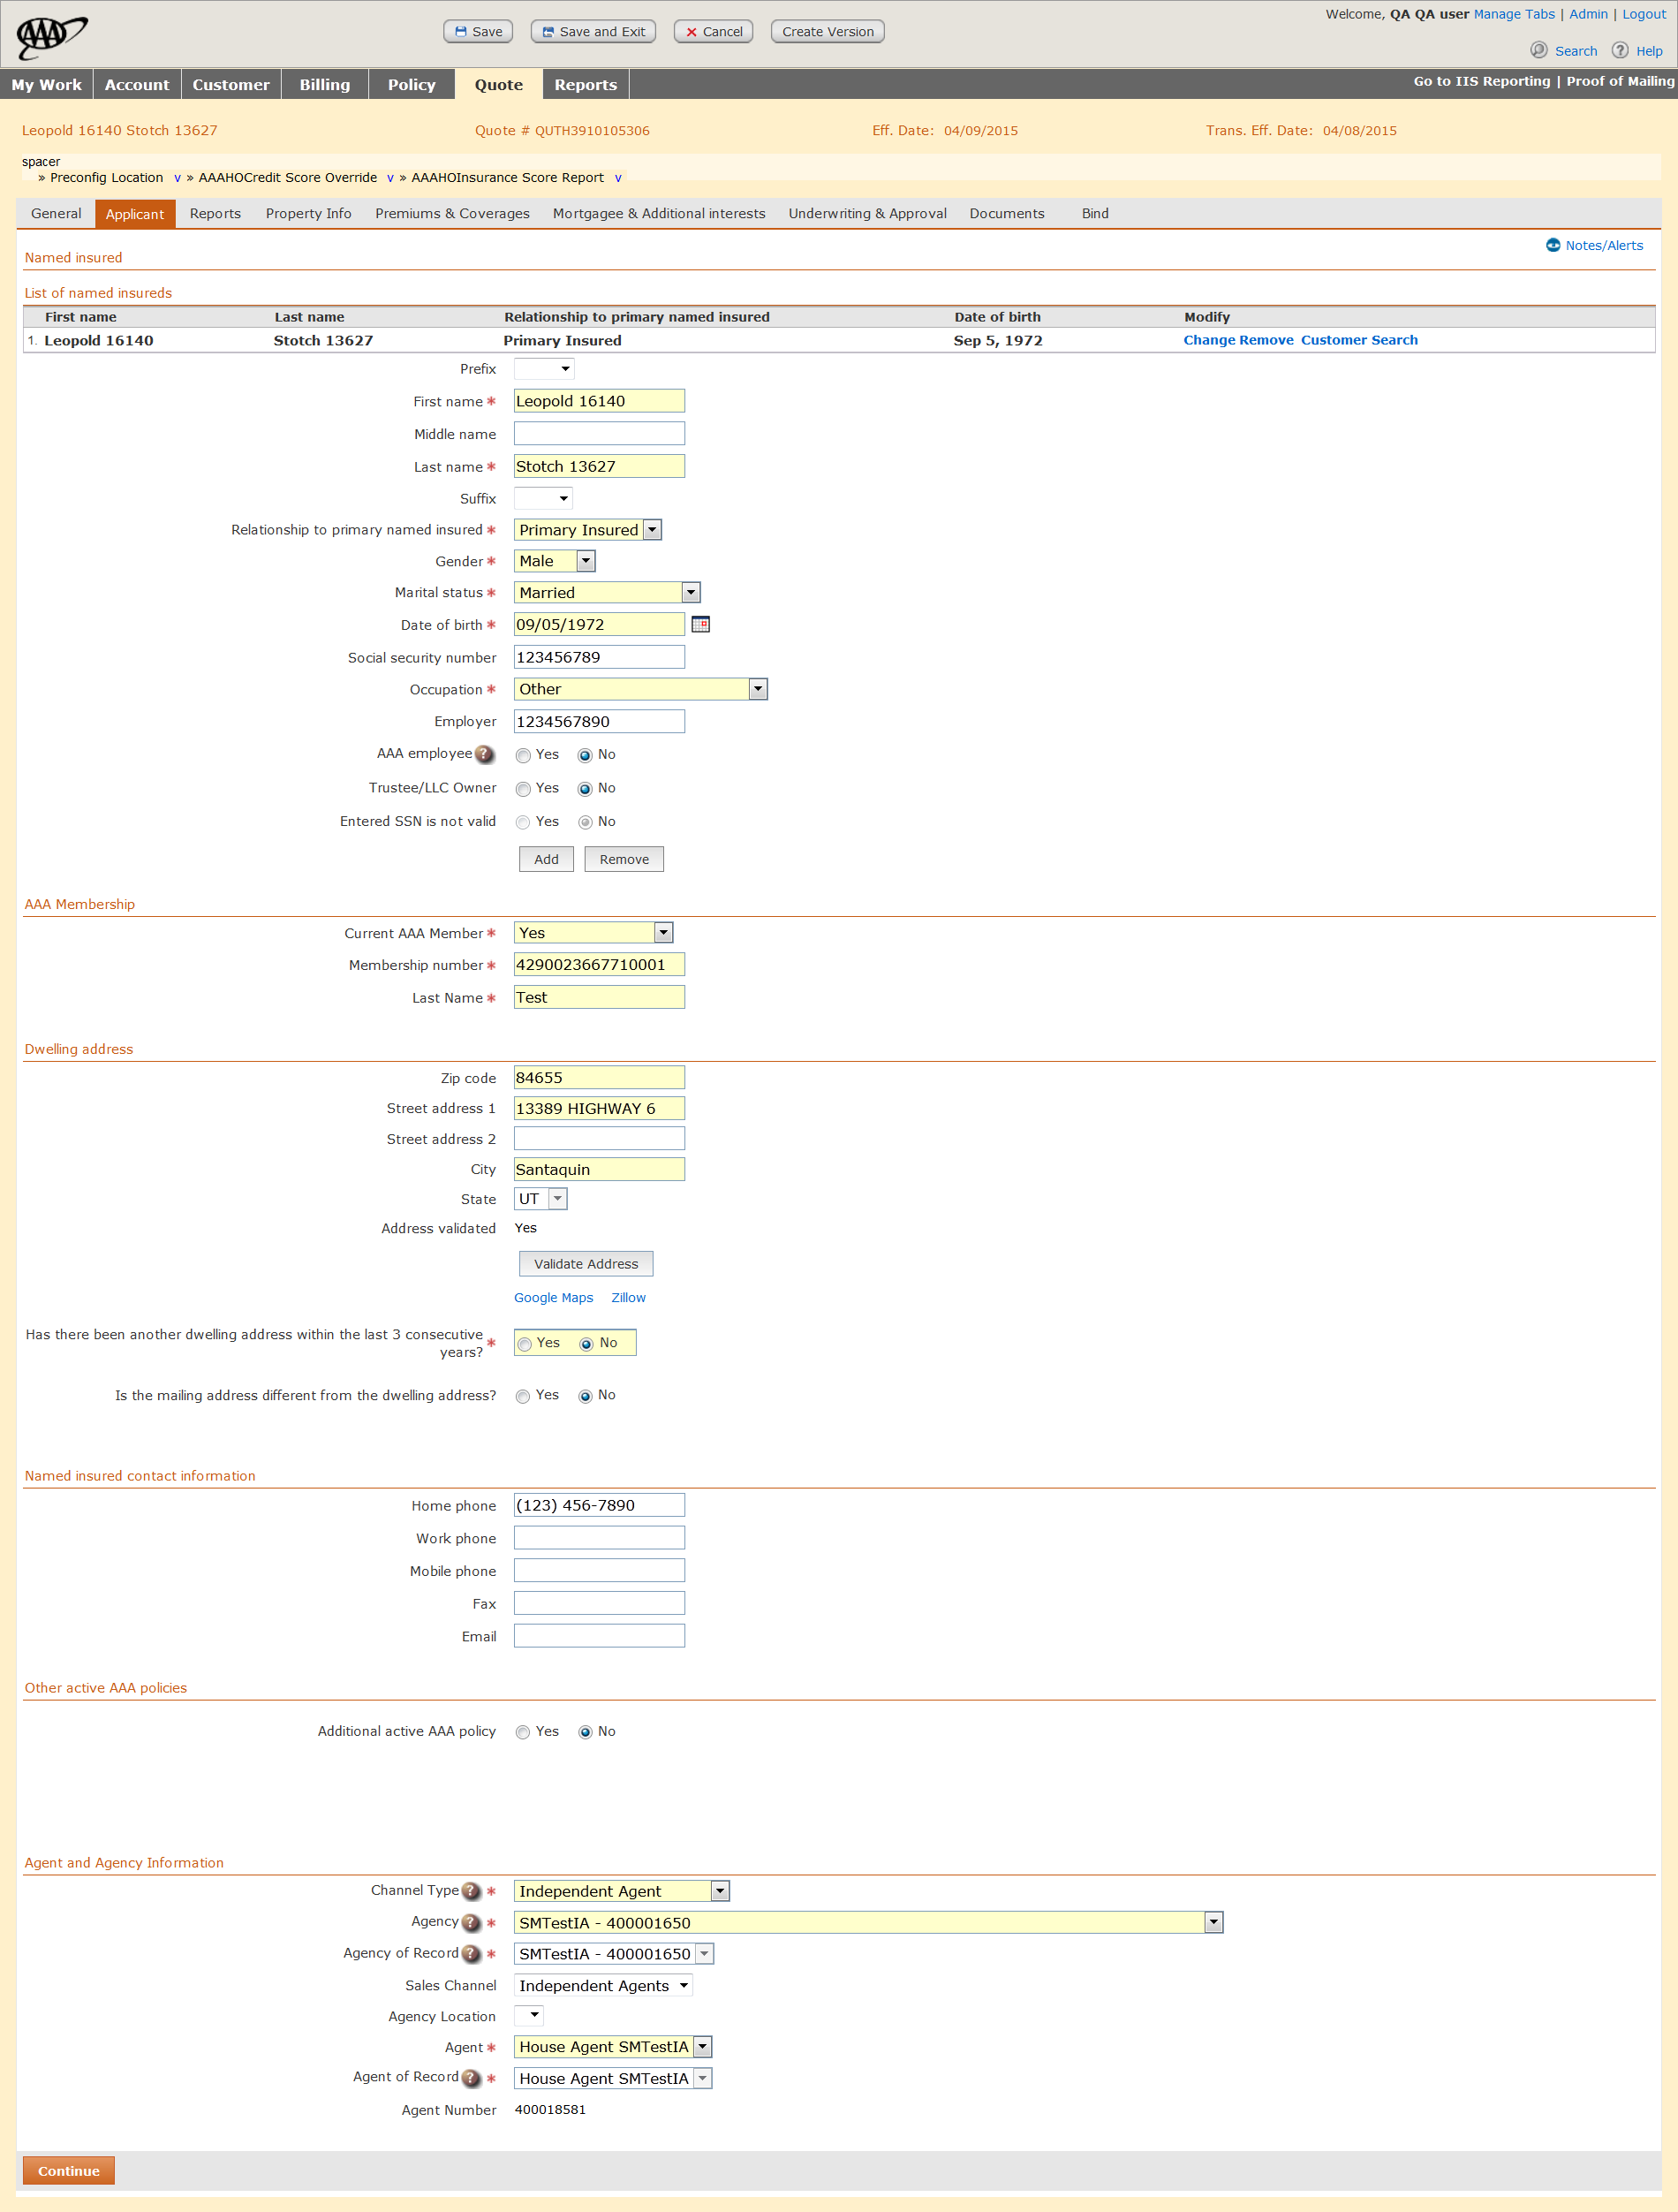 AAA
Save Save and Exit Cancel Create Version
Welcome, QA QA user Manage Tabs | Admin | Logout
Search Help
My Work Account Customer Billing Policy Quote Reports Go to IIS Reporting | Proof of Mailing
Leopold 16140 Stotch 13627 Quote # QUTH3910105306 Eff. Date: 04/09/2015 Trans. Eff. Date: 04/08/2015
spacer
» Preconfig Location v » AAAHOCredit Score Override v » AAAHOInsurance Score Report v
General Applicant Reports Property Info Premiums & Coverages Mortgagee & Additional interests Underwriting & Approval Documents Bind
Notes/Alerts
Named insured
List of named insureds
First name Last name Relationship to primary named insured Date of birth Modify
1. Leopold 16140 Stotch 13627 Primary Insured Sep 5, 1972 Change Remove Customer Search
Prefix
First name * Leopold 16140
Middle name
Last name * Stotch 13627
Suffix
Relationship to primary named insured * Primary Insured
Gender * Male
Marital status * Married
Date of birth * 09/05/1972
Social security number 123456789
Occupation * Other
Employer 1234567890
AAA employee ? Yes No
Trustee/LLC Owner Yes No
Entered SSN is not valid Yes No
Add Remove
AAA Membership
Current AAA Member * Yes
Membership number * 4290023667710001
Last Name * Test
Dwelling address
Zip code 84655
Street address 1 13389 HIGHWAY 6
Street address 2
City Santaquin
State UT
Address validated Yes
Validate Address
Google Maps Zillow
Has there been another dwelling address within the last 3 consecutive
years? * Yes No
Is the mailing address different from the dwelling address? Yes No
Named insured contact information
Home phone (123) 456-7890
Work phone
Mobile phone
Fax
Email
Other active AAA policies
Additional active AAA policy Yes No
Agent and Agency Information
Channel Type ? * Independent Agent
Agency ? * SMTestIA - 400001650
Agency of Record ? * SMTestIA - 400001650
Sales Channel Independent Agents
Agency Location
Agent * House Agent SMTestIA
Agent of Record ? * House Agent SMTestIA
Agent Number 400018581
Continue